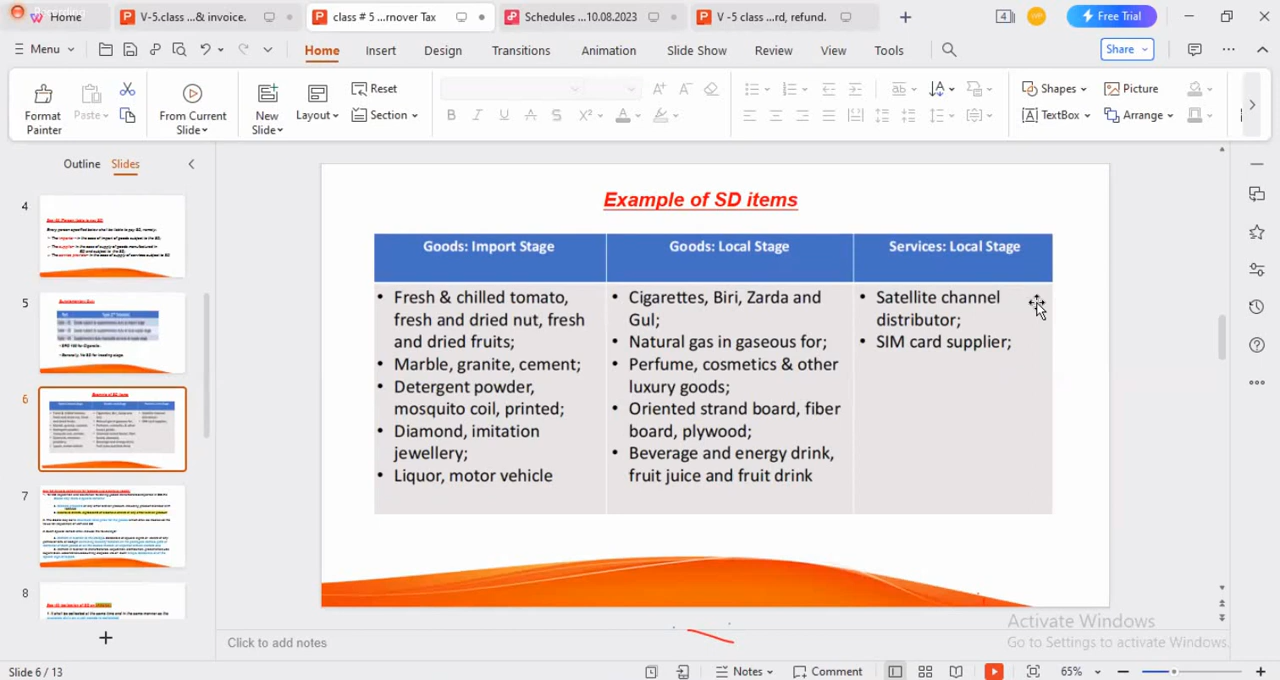 Home
V-5.class ...& invoice.
class # 5 ...rnover Tax
Schedules ...10.08.2023
V -5 class ...rd, refund.
4
Free Trial
Menu
Home
Insert
Design
Transitions
Animation
Slide Show
Review
View
Tools
Share
Format
Painter
Paste
From Current
Slide
New
Slide
Layout
Reset
Section
B I U A S X² A
Shapes
Picture
TextBox
Arrange
Outline
Slides
4
5
6
7
8
Example of SD items
Goods: Import Stage
• Fresh & chilled tomato,
fresh and dried nut, fresh
and dried fruits;
• Marble, granite, cement;
• Detergent powder,
mosquito coil, printed;
• Diamond, imitation
jewellery;
• Liquor, motor vehicle
Goods: Local Stage
• Cigarettes, Biri, Zarda and
Gul;
• Natural gas in gaseous for;
• Perfume, cosmetics & other
luxury goods;
• Oriented strand board, fiber
board, plywood;
• Beverage and energy drink,
fruit juice and fruit drink
Services: Local Stage
• Satellite channel
distributor;
• SIM card supplier;
Click to add notes
Activate Windows
Go to Settings to activate Windows.
Slide 6 / 13
Notes
Comment
65%